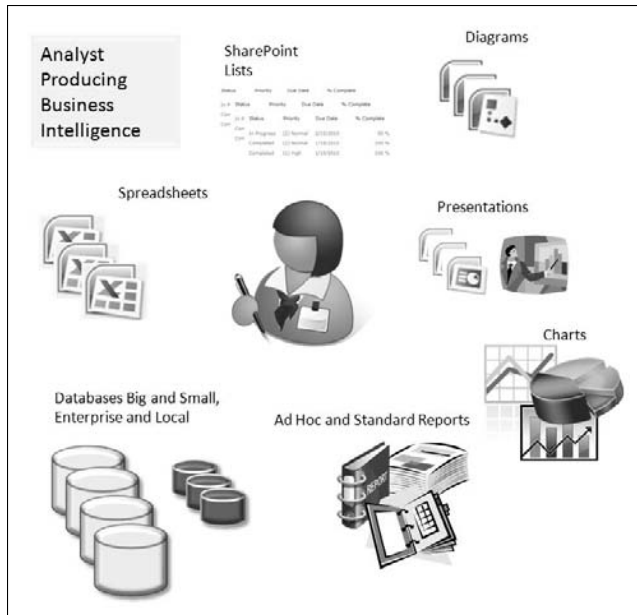 Analyst
Producing
Business
Intelligence
SharePoint
Lists
Diagrams
Status Priority Due Date % Complete
Status Priority Due Date % Complete
Status Priority Due Date % Complete
In Progress (2) Normal
Completed (2) Normal
Completed (1) High
Spreadsheets
Presentations
Charts
Databases Big and Small,
Enterprise and Local
Ad Hoc and Standard Reports
REPORT